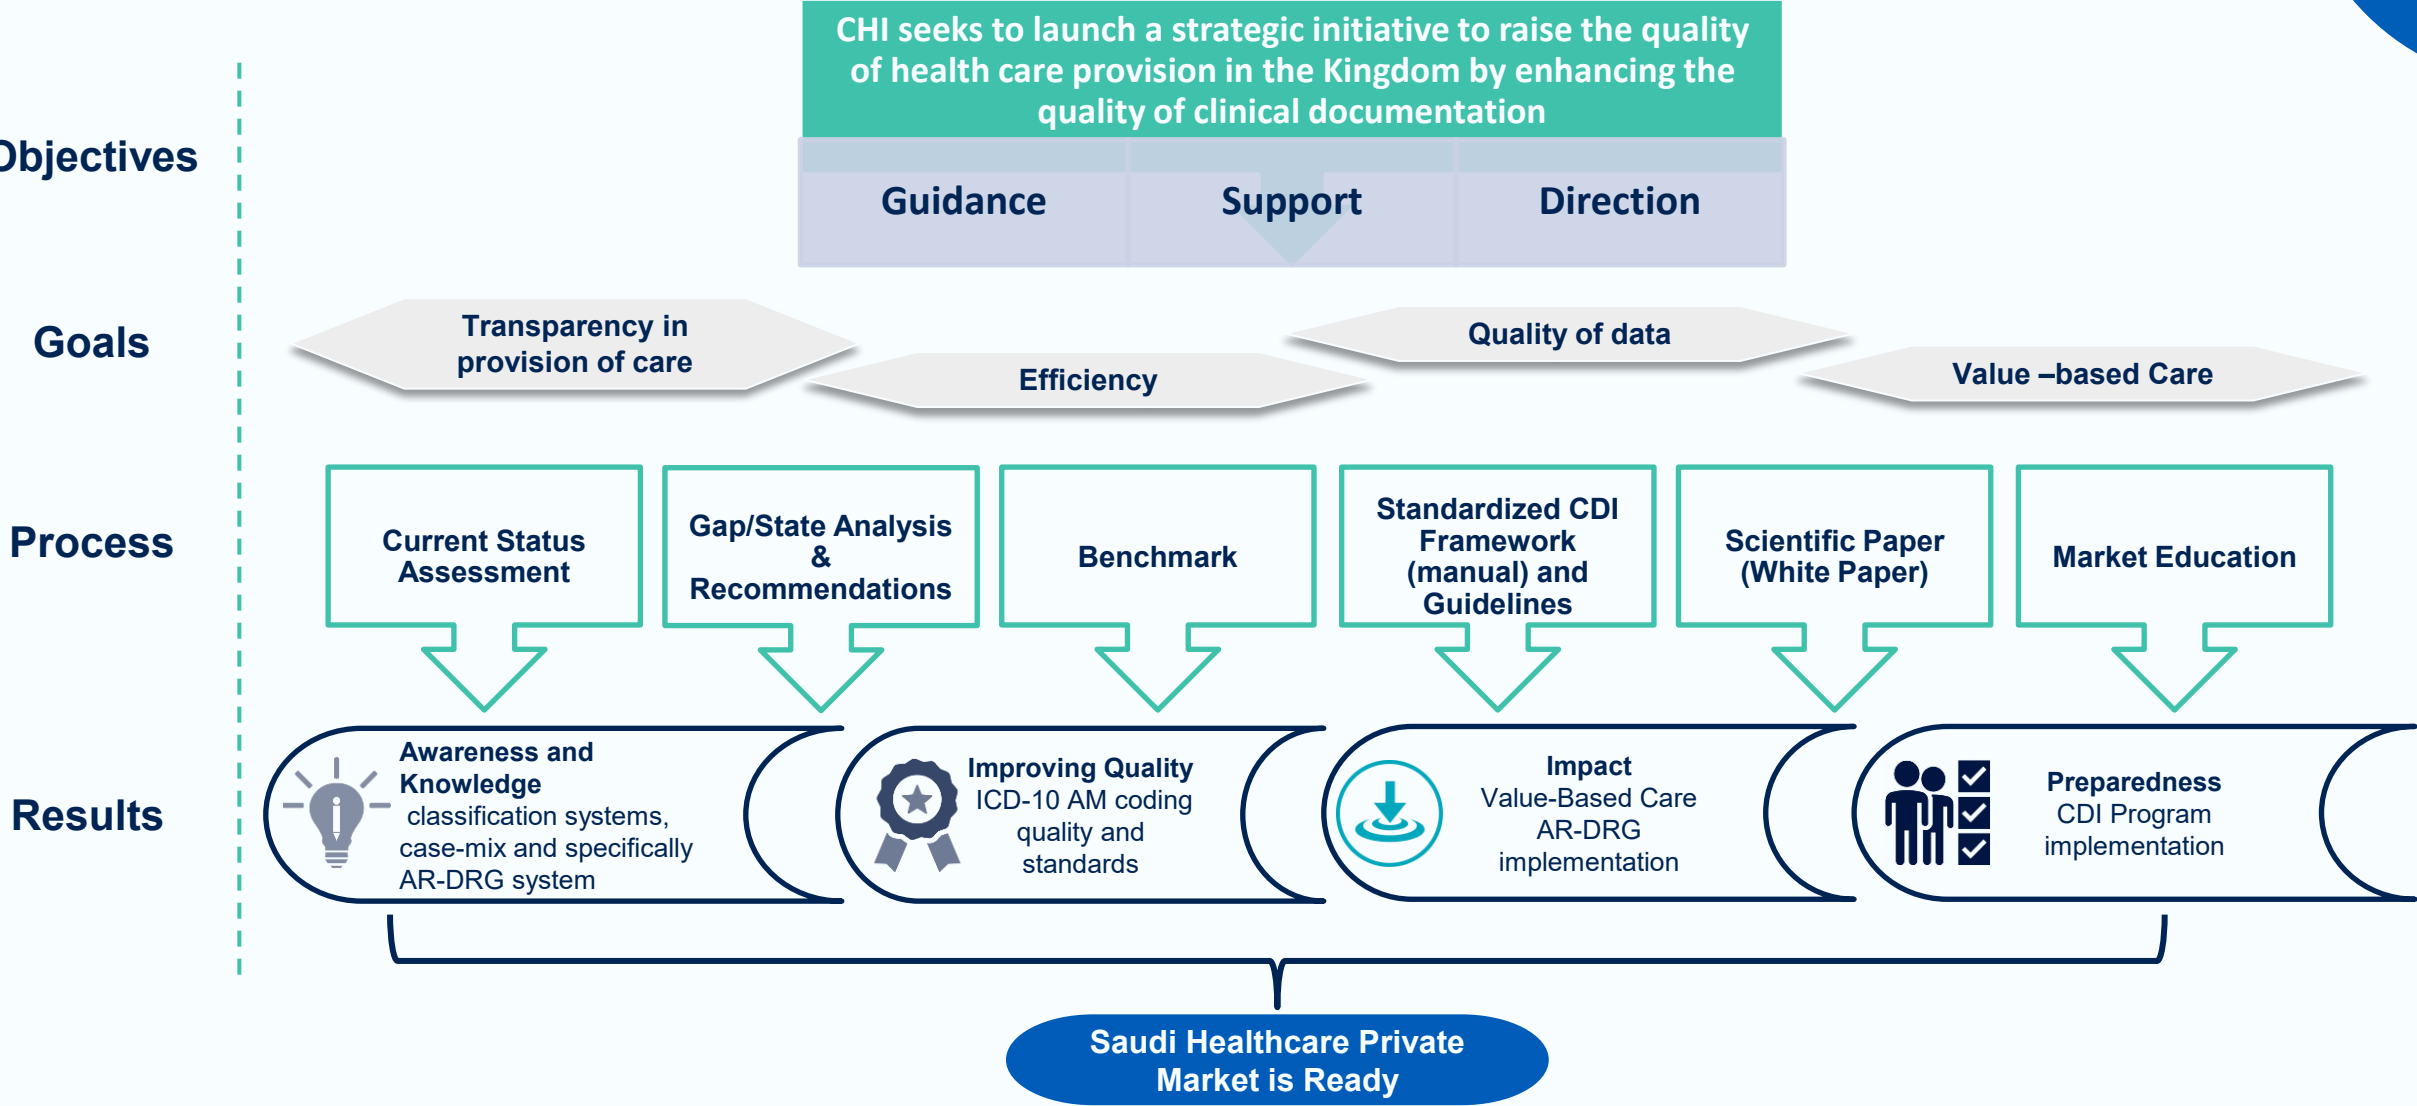 CHI seeks to launch a strategic initiative to raise the quality
of health care provision in the Kingdom by enhancing the
quality of clinical documentation
Objectives
Guidance
Support
Direction
Goals
Transparency in
provision of care
Efficiency
Quality of data
Value –based Care
Process
Current Status
Assessment
Gap/State Analysis
&
Recommendations
Benchmark
Standardized CDI
Framework
(manual) and
Guidelines
Scientific Paper
(White Paper)
Market Education
Results
Awareness and
Knowledge
classification systems,
case-mix and specifically
AR-DRG system
Improving Quality
ICD-10 AM coding
quality and
standards
Impact
Value-Based Care
AR-DRG
implementation
Preparedness
CDI Program
implementation
Saudi Healthcare Private
Market is Ready